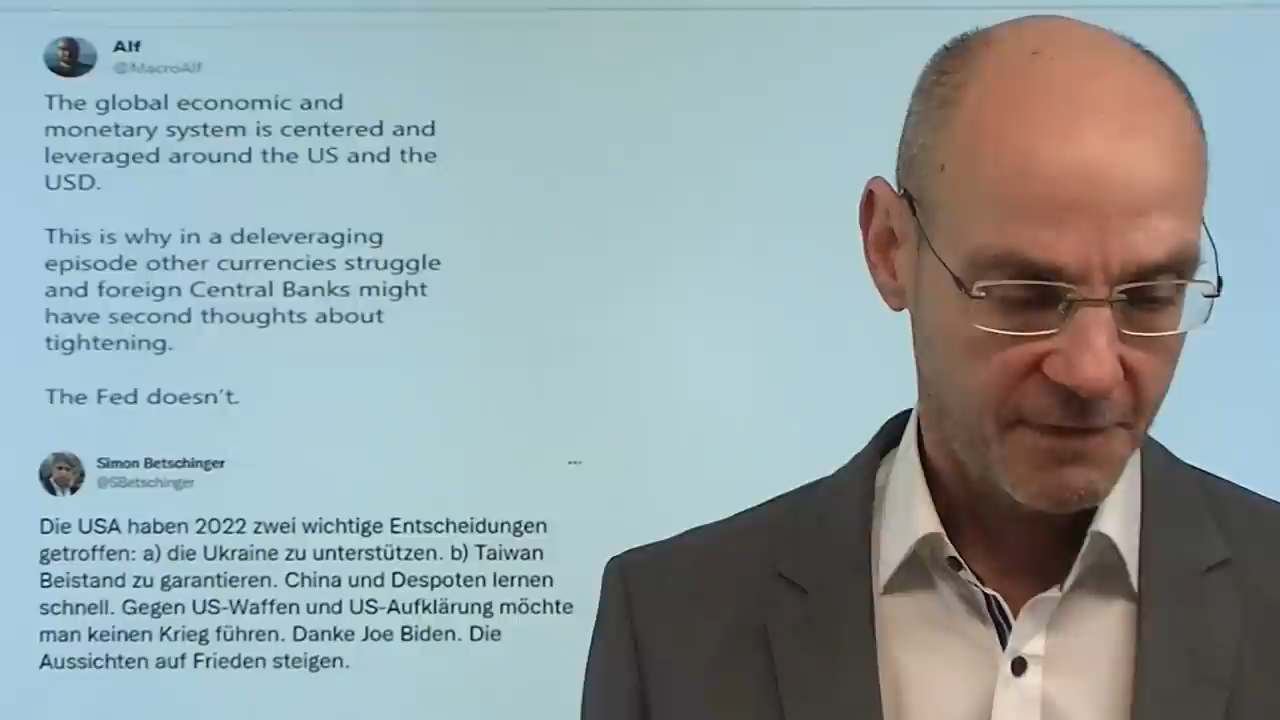 Alf
@MacroAlf
The global economic and
monetary system is centered and
leveraged around the US and the
USD.
This is why in a deleveraging
episode other currencies struggle
and foreign Central Banks might
have second thoughts about
tightening.
The Fed doesn't.
Simon Betschinger
@SBetschinger
Die USA haben 2022 zwei wichtige Entscheidungen
getroffen: a) die Ukraine zu unterstützen. b) Taiwan
Beistand zu garantieren. China und Despoten lernen
schnell. Gegen US-Waffen und US-Aufklärung möchte
man keinen Krieg führen. Danke Joe Biden. Die
Aussichten auf Frieden steigen.